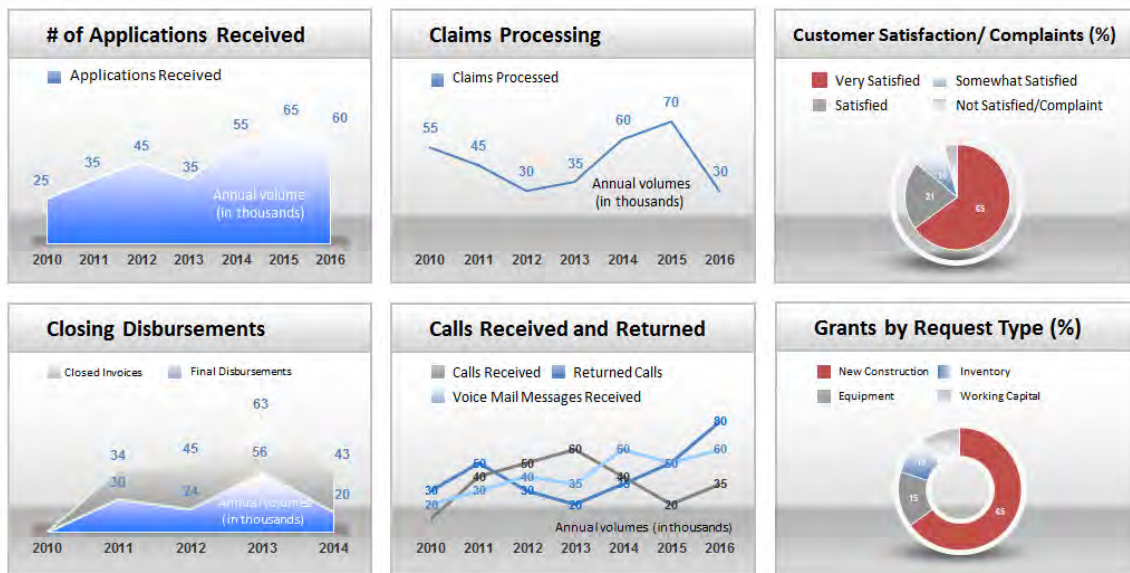 # of Applications Received
Applications Received
25 35 45 35 55 65 60
Annual volume
(in thousands)
2010 2011 2012 2013 2014 2015 2016
Claims Processing
Claims Processed
55 45 30 35 60 70 30
Annual volumes
(in thousands)
2010 2011 2012 2013 2014 2015 2016
Customer Satisfaction/ Complaints (%)
Very Satisfied Somewhat Satisfied
Satisfied Not Satisfied/Complaint
10
21 65
Closing Disbursements
Closed Invoices Final Disbursements
34 45 63 43
30 24 56 20
Annual volumes
(in thousands)
2010 2011 2012 2013 2014
Calls Received and Returned
Calls Received Returned Calls
Voice Mail Messages Received
30 50 30 20 35 50 80
40 50 60 40 20 35
20 30 40 35 60 50 60
Annual volumes (in thousands)
2010 2011 2012 2013 2014 2015 2016
Grants by Request Type (%)
New Construction Inventory
Equipment Working Capital
10
15 65